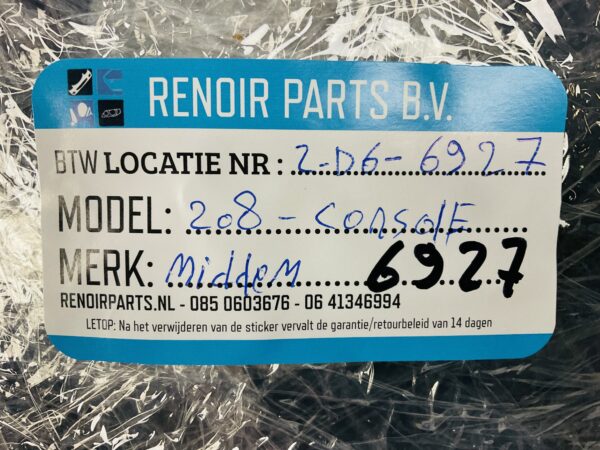 RENOIR PARTS B.V.
BTW LOCATIE NR : 2-D6-6927
MODEL: 208 - console
MERK: Midden 6927
RENOIRPARTS.NL - 085 0603676 - 06 41346994
LETOP: Na het verwijderen van de sticker vervalt de garantie/retourbeleid van 14 dagen